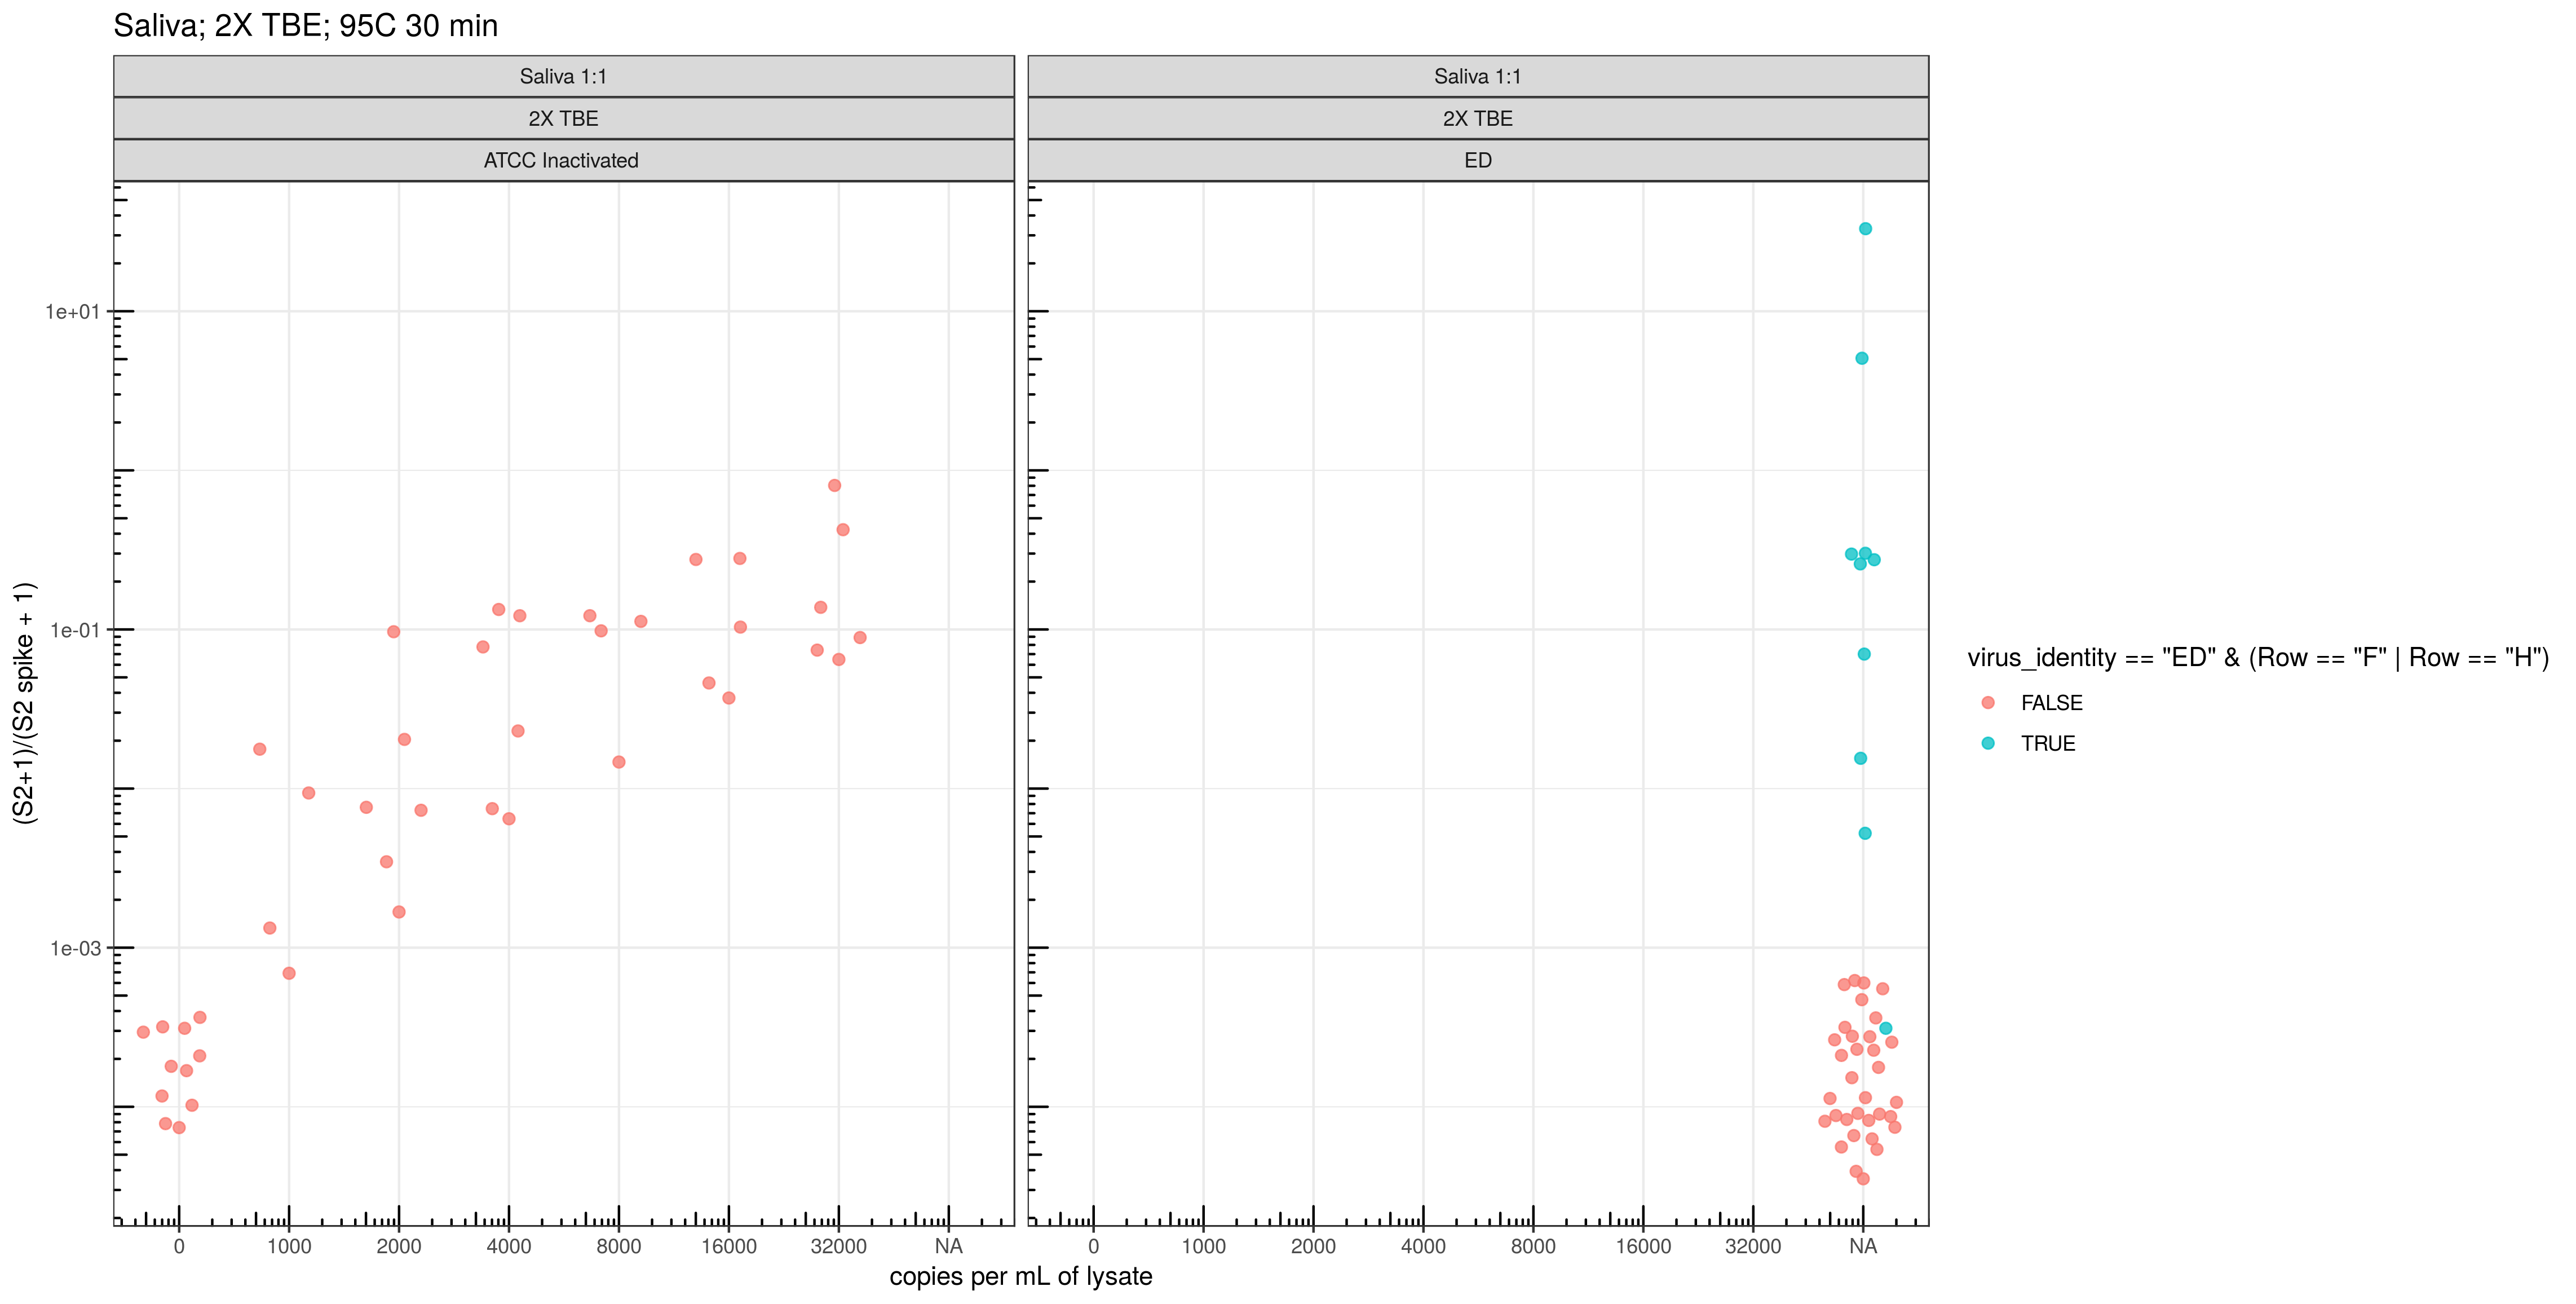 Saliva; 2X TBE; 95C 30 min
Saliva 1:1
2X TBE
ATCC Inactivated
Saliva 1:1
2X TBE
ED
(S2+1)/(S2 spike + 1)
1e+01
1e-01
1e-03
0 1000 2000 4000 8000 16000 32000 NA
0 1000 2000 4000 8000 16000 32000 NA
copies per mL of lysate
virus_identity == "ED" & (Row == "F" | Row == "H")
FALSE
TRUE